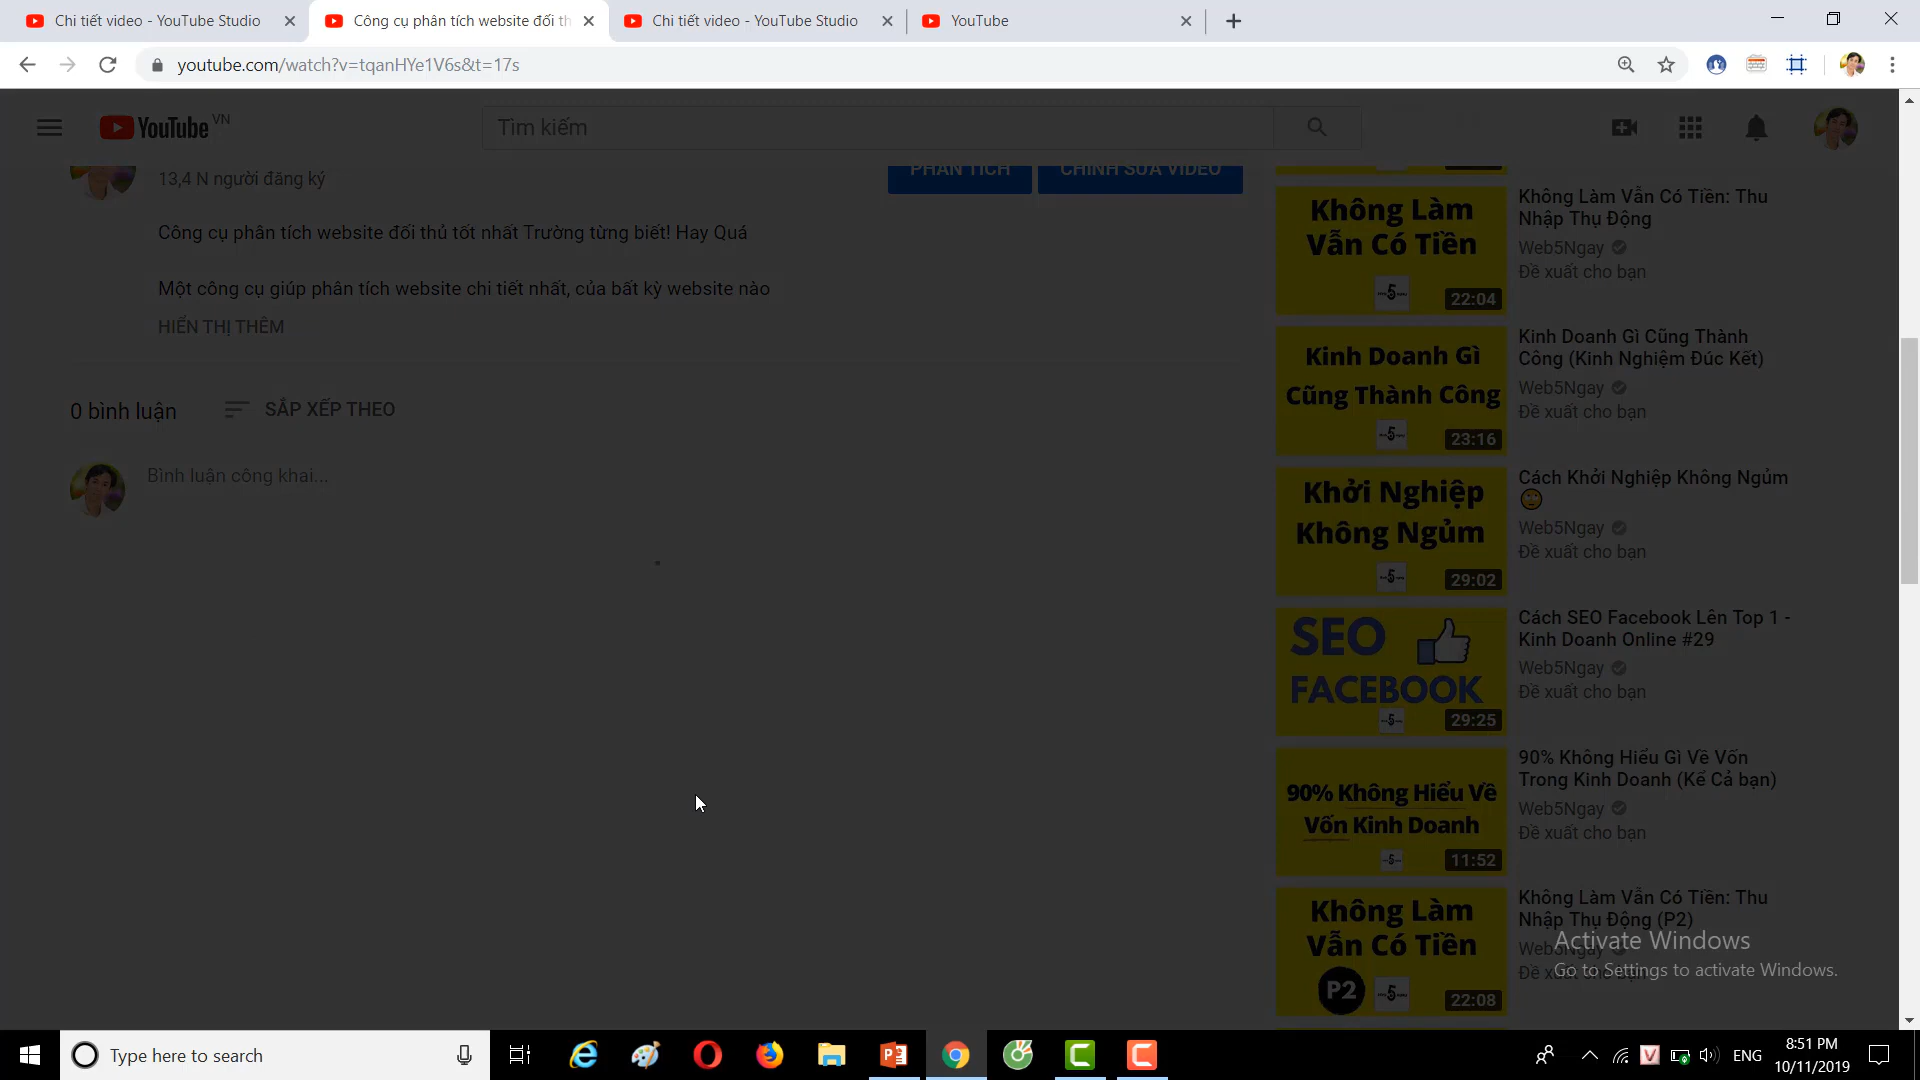 Chi tiết video - YouTube Studio
Công cụ phân tích website đối th
Chi tiết video - YouTube Studio
YouTube
youtube.com/watch?v=tqanHYe1V6s&t=17s
YouTube VN
Tìm kiếm
13,4 N người đăng ký
PHÂN TÍCH
CHỈNH SỬA VIDEO
Công cụ phân tích website đối thủ tốt nhất Trường từng biết! Hay Quá
Một công cụ giúp phân tích website chi tiết nhất, của bất kỳ website nào
HIỂN THỊ THÊM
0 bình luận
SẮP XẾP THEO
Bình luận công khai...
Không Làm
Vẫn Có Tiền
22:04
Không Làm Vẫn Có Tiền: Thu
Nhập Thụ Động
Web5Ngay
Đề xuất cho bạn
Kinh Doanh Gì
Cũng Thành Công
23:16
Kinh Doanh Gì Cũng Thành
Công (Kinh Nghiệm Đúc Kết)
Web5Ngay
Đề xuất cho bạn
Khởi Nghiệp
Không Ngủm
29:02
Cách Khởi Nghiệp Không Ngủm
Web5Ngay
Đề xuất cho bạn
SEO
FACEBOOK
29:25
Cách SEO Facebook Lên Top 1 -
Kinh Doanh Online #29
Web5Ngay
Đề xuất cho bạn
90% Không Hiểu Về
Vốn Kinh Doanh
11:52
90% Không Hiểu Gì Về Vốn
Trong Kinh Doanh (Kể Cả bạn)
Web5Ngay
Đề xuất cho bạn
Không Làm
Vẫn Có Tiền
P2
22:08
Không Làm Vẫn Có Tiền: Thu
Nhập Thụ Động (P2)
Web5Ngay
Đề xuất cho bạn
Activate Windows
Go to Settings to activate Windows.
Type here to search
ENG
8:51 PM
10/11/2019